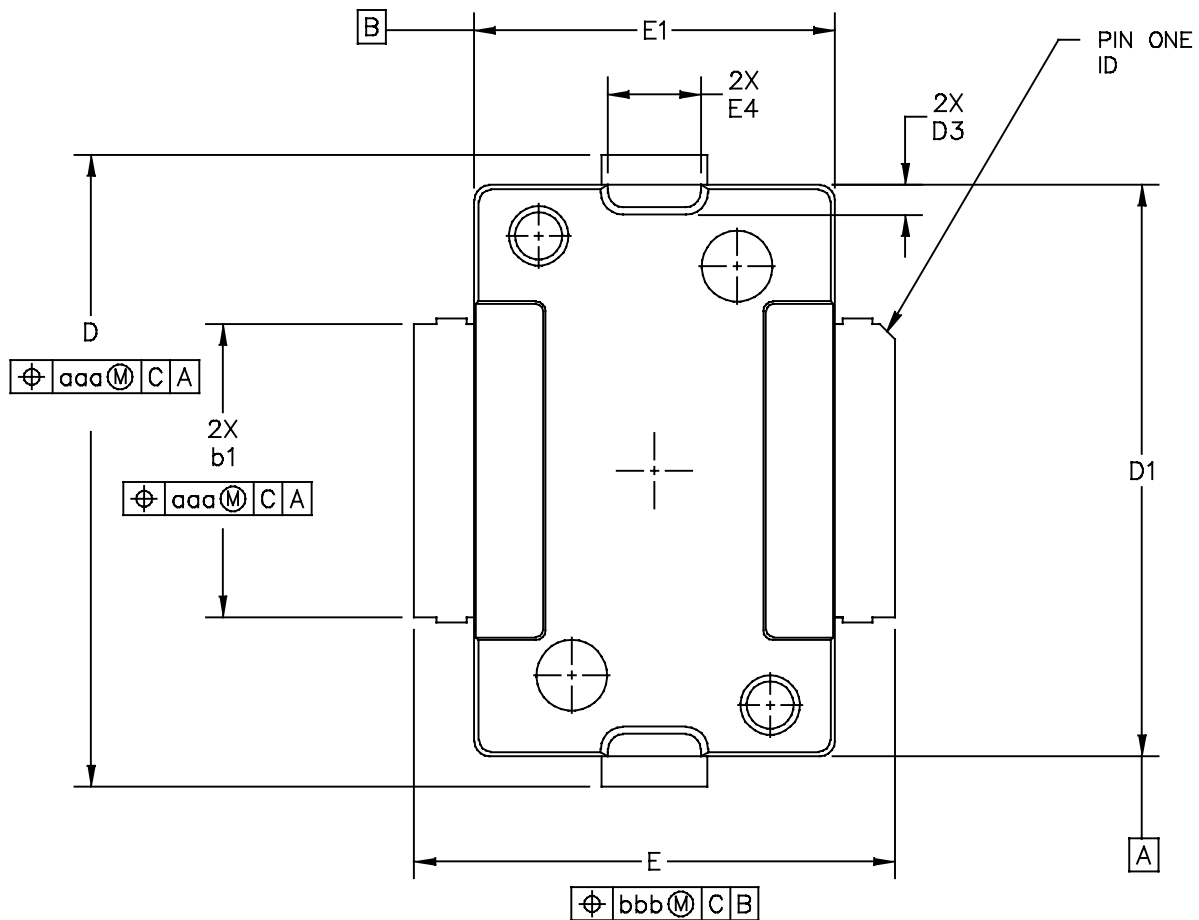 B
E1
PIN ONE
ID
2X
E4
2X
D3
D
⌖ aaa Ⓜ C A
2X
b1
⌖ aaa Ⓜ C A
D1
E
A
⌖ bbb Ⓜ C B